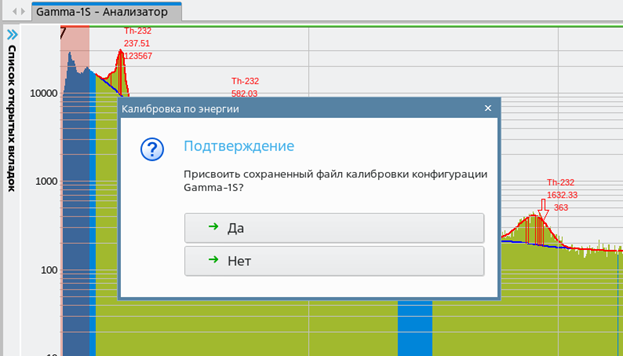 Gamma-1S - Анализатор
Список открытых вкладок
Th-232
237.51
123567
Th-232
582.03
10000
1000
100
10
Th-232
1632.33
363
Калибровка по энергии
Подтверждение
Присвоить сохраненный файл калибровки конфигурации
Gamma-1S?
Да
Нет